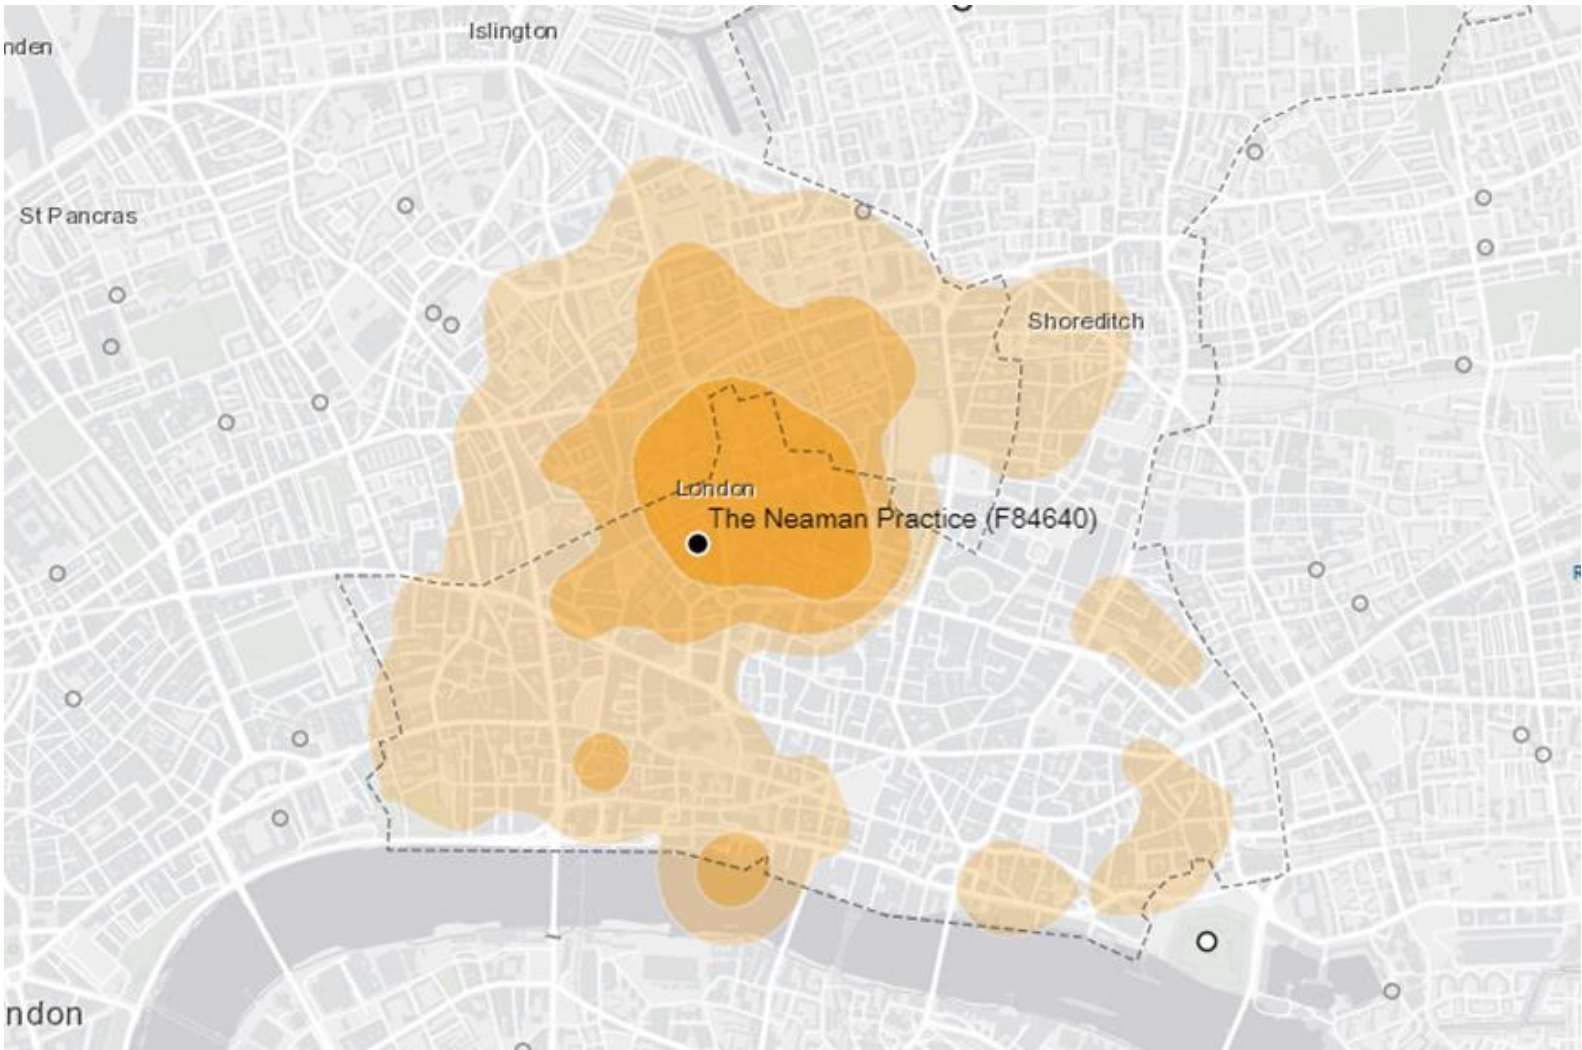 Islington
nden
St Pancras
Shoreditch
London
The Neaman Practice (F84640)
R
ndon